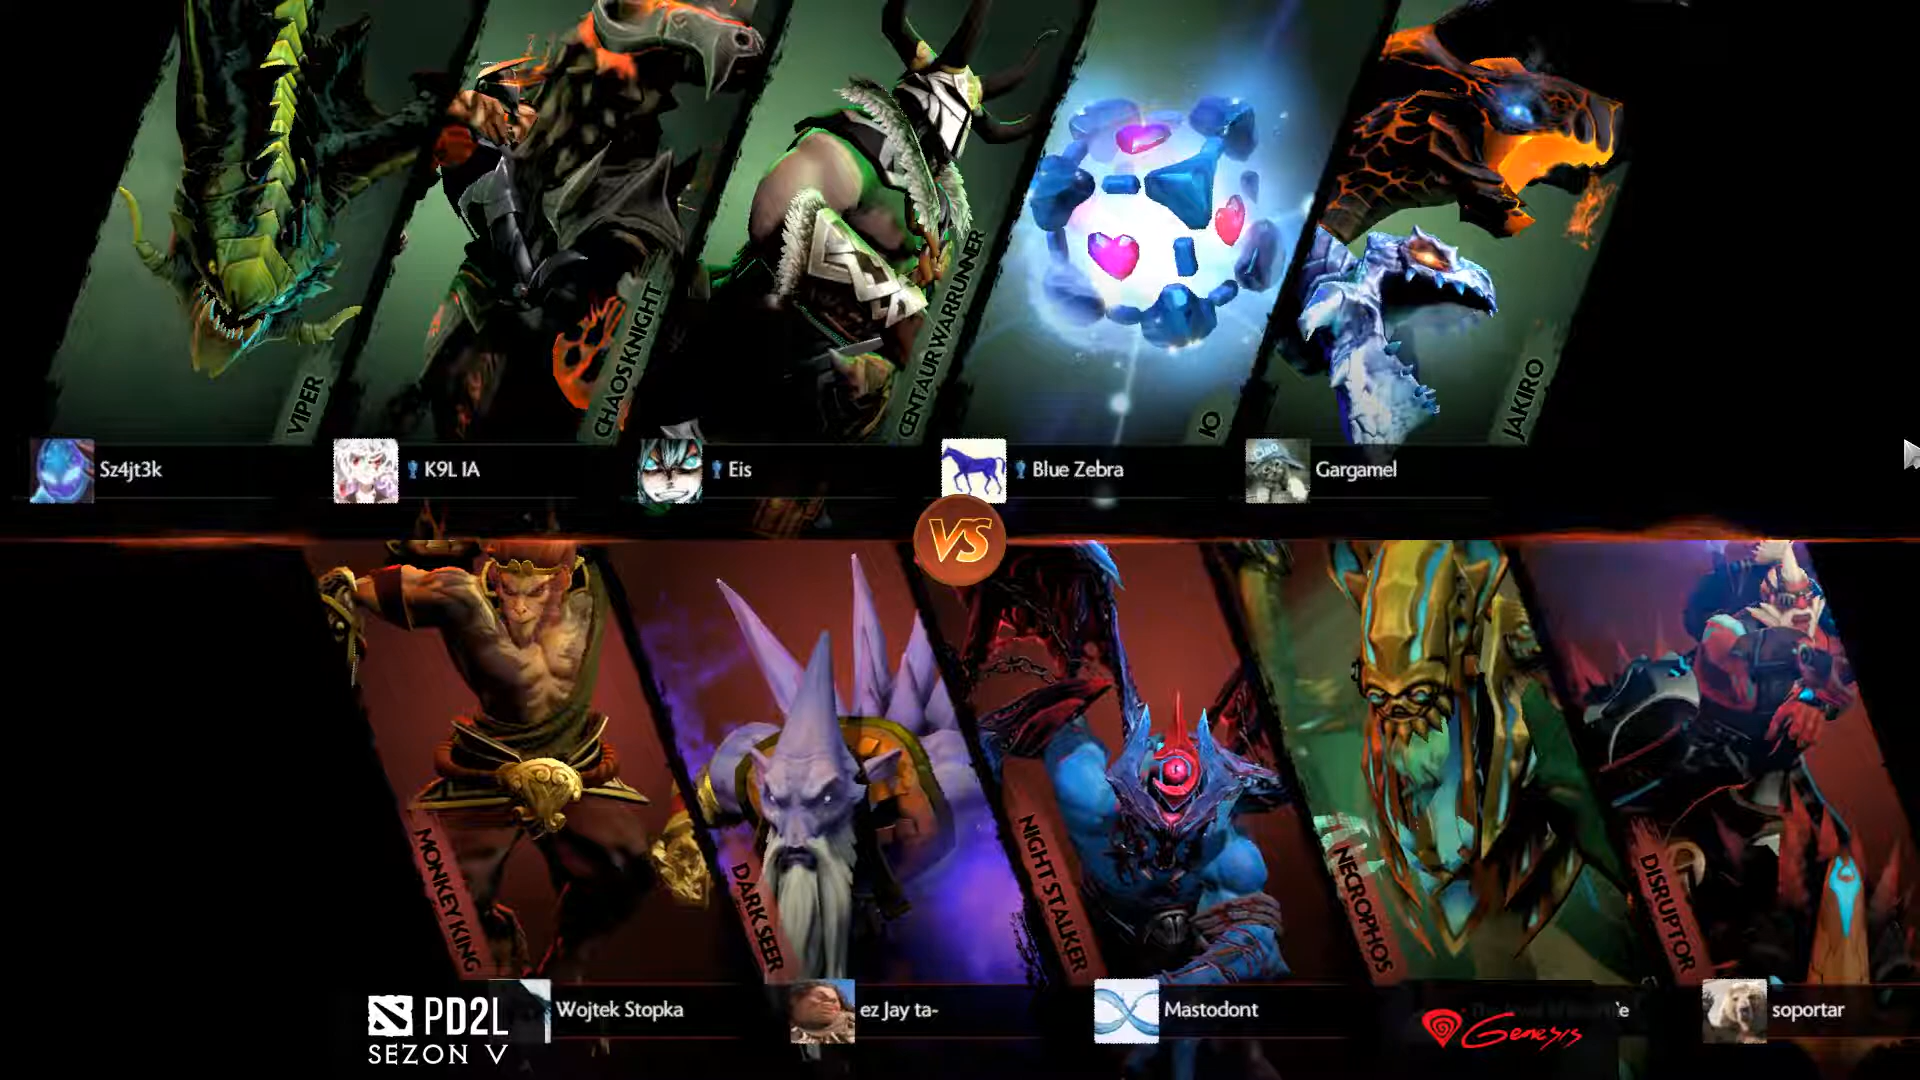 VIPER
CHAOS KNIGHT
CENTAUR WARRUNNER
IO
JAKIRO
Ciao
Sz4jt3k
K9L IA
Eis
Blue Zebra
Gargamel
VS
MONKEY KING
DARK SEER
NIGHT STALKER
NECROPHOS
DISRUPTOR
Wojtek Stopka
ez Jay ta-
Mastodont
soportar
PD2L
SEZON V
Genesis